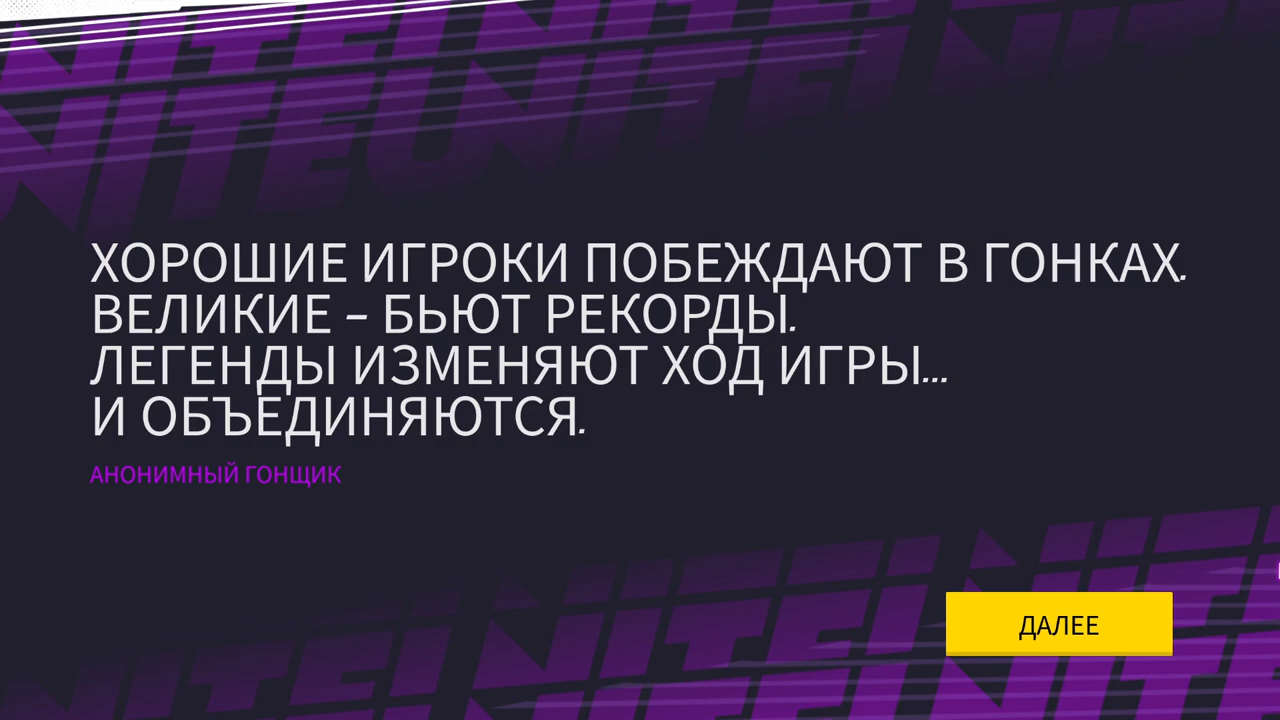 ХОРОШИЕ ИГРОКИ ПОБЕЖДАЮТ В ГОНКАХ.
ВЕЛИКИЕ – БЬЮТ РЕКОРДЫ.
ЛЕГЕНДЫ ИЗМЕНЯЮТ ХОД ИГРЫ...
И ОБЪЕДИНЯЮТСЯ.
АНОНИМНЫЙ ГОНЩИК
ДАЛЕЕ